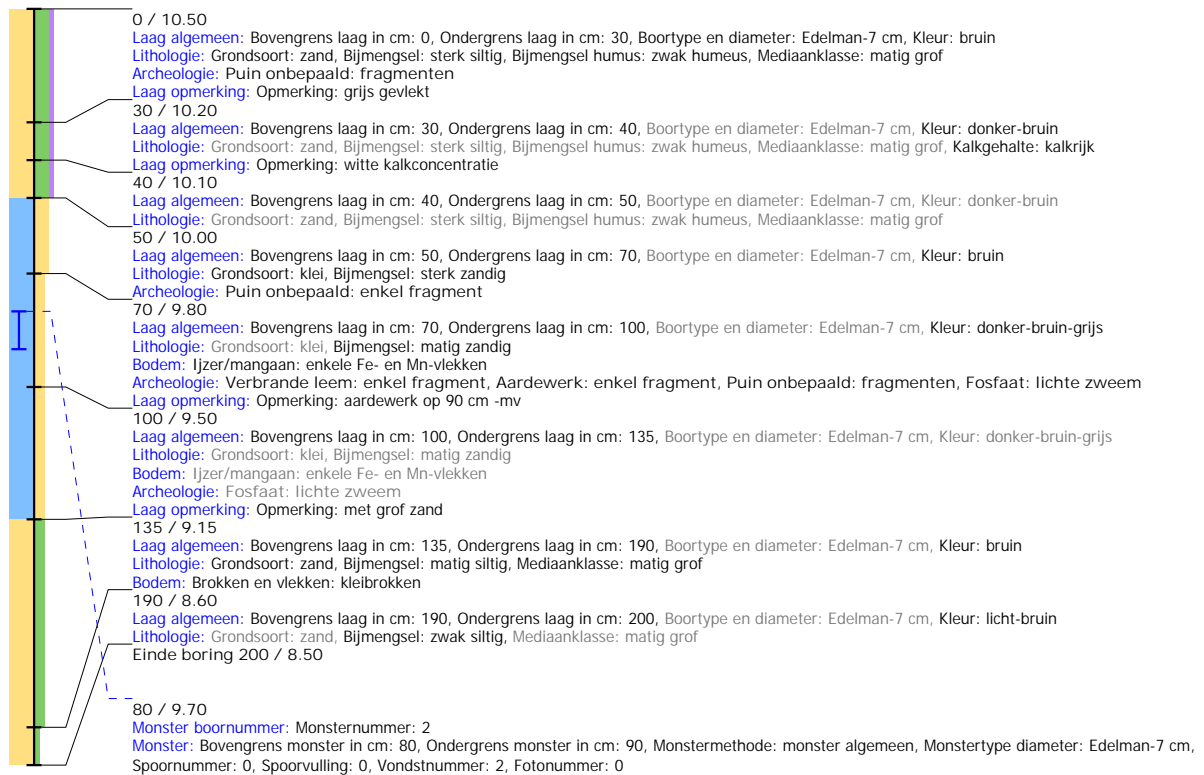 0 / 10.50
Laag algemeen: Bovengrens laag in cm: 0, Ondergrens laag in cm: 30, Boortype en diameter: Edelman-7 cm, Kleur: bruin
Lithologie: Grondsoort: zand, Bijmengsel: sterk siltig, Bijmengsel humus: zwak humeus, Mediaanklasse: matig grof
Archeologie: Puin onbepaald: fragmenten
Laag opmerking: Opmerking: grijs gevlekt
30 / 10.20
Laag algemeen: Bovengrens laag in cm: 30, Ondergrens laag in cm: 40, Boortype en diameter: Edelman-7 cm, Kleur: donker-bruin
Lithologie: Grondsoort: zand, Bijmengsel: sterk siltig, Bijmengsel humus: zwak humeus, Mediaanklasse: matig grof, Kalkgehalte: kalkrijk
Laag opmerking: Opmerking: witte kalkconcentratie
40 / 10.10
Laag algemeen: Bovengrens laag in cm: 40, Ondergrens laag in cm: 50, Boortype en diameter: Edelman-7 cm, Kleur: donker-bruin
Lithologie: Grondsoort: zand, Bijmengsel: sterk siltig, Bijmengsel humus: zwak humeus, Mediaanklasse: matig grof
50 / 10.00
Laag algemeen: Bovengrens laag in cm: 50, Ondergrens laag in cm: 70, Boortype en diameter: Edelman-7 cm, Kleur: bruin
Lithologie: Grondsoort: klei, Bijmengsel: sterk zandig
Archeologie: Puin onbepaald: enkel fragment
70 / 9.80
Laag algemeen: Bovengrens laag in cm: 70, Ondergrens laag in cm: 100, Boortype en diameter: Edelman-7 cm, Kleur: donker-bruin-grijs
Lithologie: Grondsoort: klei, Bijmengsel: matig zandig
Bodem: Ijzer/mangaan: enkele Fe- en Mn-vlekken
Archeologie: Verbrande leem: enkel fragment, Aardewerk: enkel fragment, Puin onbepaald: fragmenten, Fosfaat: lichte zweem
Laag opmerking: Opmerking: aardewerk op 90 cm -mv
100 / 9.50
Laag algemeen: Bovengrens laag in cm: 100, Ondergrens laag in cm: 135, Boortype en diameter: Edelman-7 cm, Kleur: donker-bruin-grijs
Lithologie: Grondsoort: klei, Bijmengsel: matig zandig
Bodem: Ijzer/mangaan: enkele Fe- en Mn-vlekken
Archeologie: Fosfaat: lichte zweem
Laag opmerking: Opmerking: met grof zand
135 / 9.15
Laag algemeen: Bovengrens laag in cm: 135, Ondergrens laag in cm: 190, Boortype en diameter: Edelman-7 cm, Kleur: bruin
Lithologie: Grondsoort: zand, Bijmengsel: matig siltig, Mediaanklasse: matig grof
Bodem: Brokken en vlekken: kleibrokken
190 / 8.60
Laag algemeen: Bovengrens laag in cm: 190, Ondergrens laag in cm: 200, Boortype en diameter: Edelman-7 cm, Kleur: licht-bruin
Lithologie: Grondsoort: zand, Bijmengsel: zwak siltig, Mediaanklasse: matig grof
Einde boring 200 / 8.50
80 / 9.70
Monster boornummer: Monsternummer: 2
Monster: Bovengrens monster in cm: 80, Ondergrens monster in cm: 90, Monstermethode: monster algemeen, Monstertype diameter: Edelman-7 cm,
Spoornummer: 0, Spoorvulling: 0, Vondstnummer: 2, Fotonummer: 0